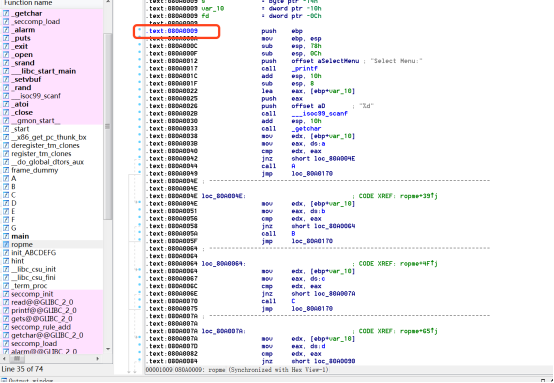 Function name
_getchar
_seccomp_load
_alarm
_puts
_exit
_open
_srand
___libc_start_main
_setvbuf
_rand
___isoc99_scanf
_atoi
_close
__gmon_start__
_start
__x86_get_pc_thunk_bx
deregister_tm_clones
register_tm_clones
__do_global_dtors_aux
frame_dummy
A
B
C
D
E
F
G
main
ropme
init_ABCDEFG
hint
__libc_csu_init
__libc_csu_fini
_term_proc
seccomp_init
read@@GLIBC_2_0
printf@@GLIBC_2_0
gets@@GLIBC_2_0
seccomp_rule_add
getchar@@GLIBC_2_0
seccomp_load
alarm@@GLIBC_2_0
Line 35 of 74
.text:080A0009 s = byte ptr -74h
.text:080A0009 var_10 = dword ptr -10h
.text:080A0009 fd = dword ptr -0Ch
.text:080A0009
.text:080A0009 push ebp
.text:080A000A mov ebp, esp
.text:080A000C sub esp, 78h
.text:080A000F sub esp, 0Ch
.text:080A0012 push offset aSelectMenu ; "Select Menu:"
.text:080A0017 call _printf
.text:080A001C add esp, 10h
.text:080A001F sub esp, 8
.text:080A0022 lea eax, [ebp+var_10]
.text:080A0025 push eax
.text:080A0026 push offset aD ; "%d"
.text:080A002B call ___isoc99_scanf
.text:080A0030 add esp, 10h
.text:080A0033 call _getchar
.text:080A0038 mov edx, [ebp+var_10]
.text:080A003B mov eax, ds:a
.text:080A0040 cmp edx, eax
.text:080A0042 jnz short loc_80A004E
.text:080A0044 call A
.text:080A0049 jmp loc_80A0170
.text:080A004E ;
.text:080A004E
.text:080A004E loc_80A004E: ; CODE XREF: ropme+39↑j
.text:080A004E mov edx, [ebp+var_10]
.text:080A0051 mov eax, ds:b
.text:080A0056 cmp edx, eax
.text:080A0058 jnz short loc_80A0064
.text:080A005A call B
.text:080A005F jmp loc_80A0170
.text:080A0064 ;
.text:080A0064
.text:080A0064 loc_80A0064: ; CODE XREF: ropme+4F↑j
.text:080A0064 mov edx, [ebp+var_10]
.text:080A0067 mov eax, ds:c
.text:080A006C cmp edx, eax
.text:080A006E jnz short loc_80A007A
.text:080A0070 call C
.text:080A0075 jmp loc_80A0170
.text:080A007A ;
.text:080A007A
.text:080A007A loc_80A007A: ; CODE XREF: ropme+65↑j
.text:080A007A mov edx, [ebp+var_10]
.text:080A007D mov eax, ds:d
.text:080A0082 cmp edx, eax
.text:080A0084 jnz short loc_80A0090
00001009 080A0009: ropme (Synchronized with Hex View-1)
Output window